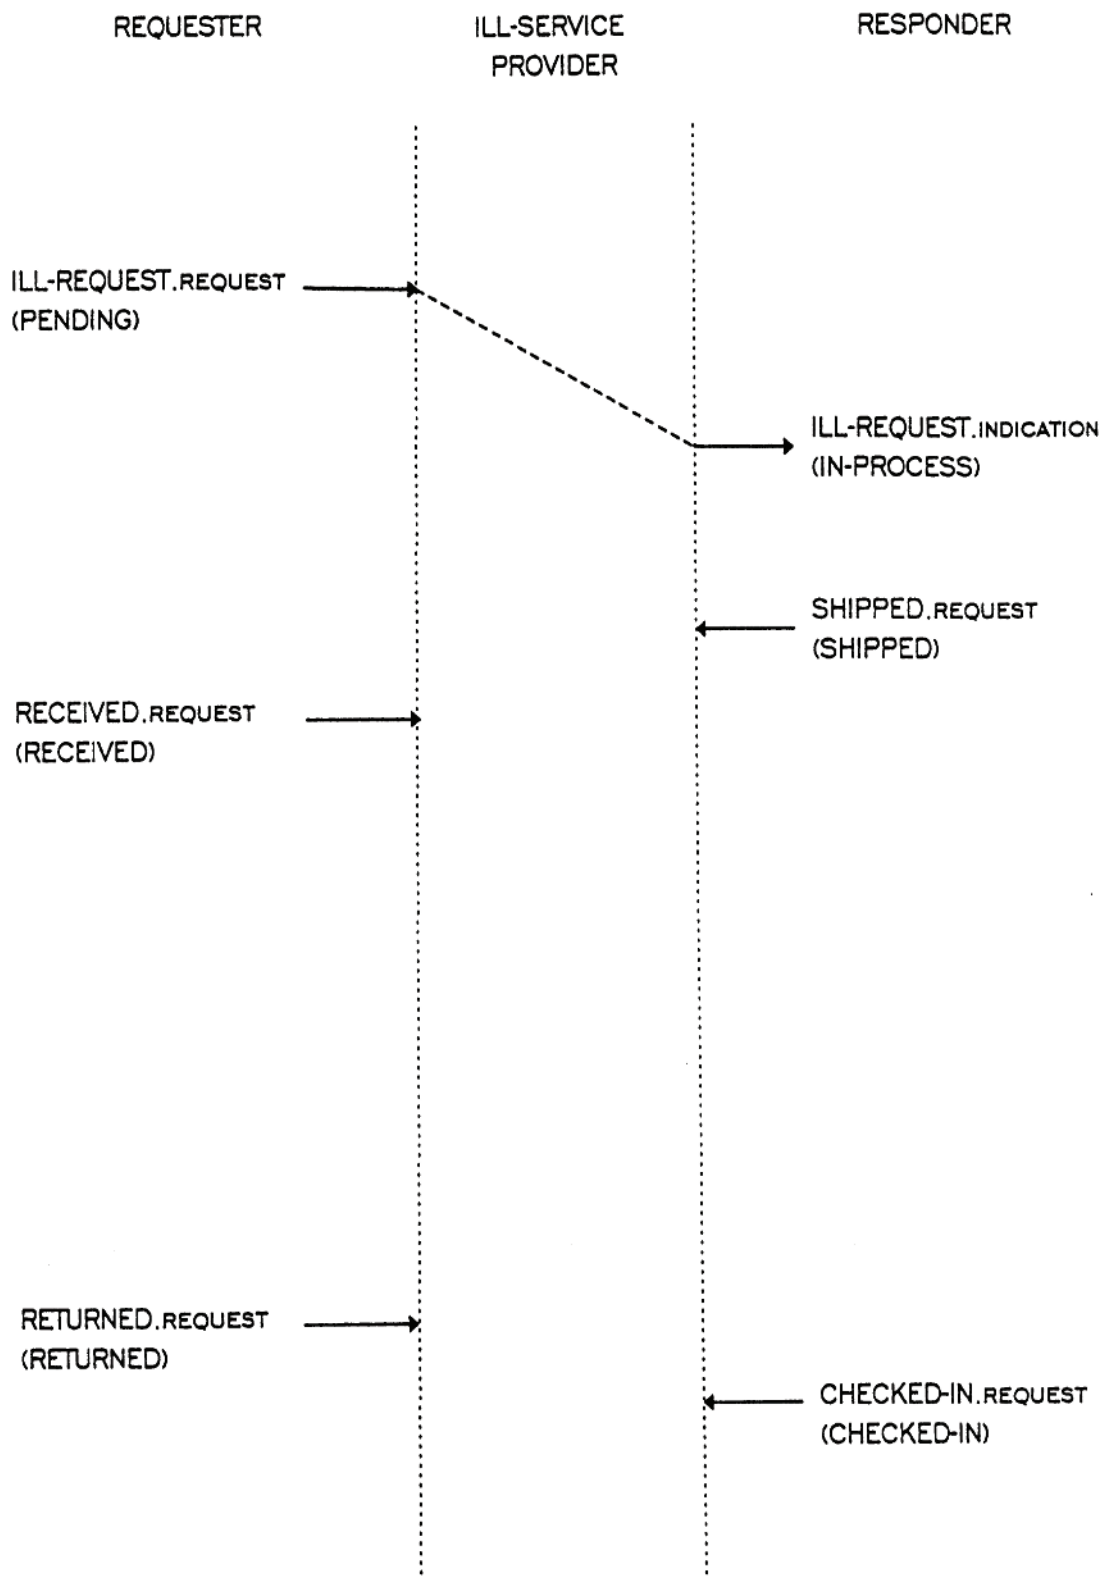 REQUESTER
ILL-SERVICE
PROVIDER
RESPONDER
ILL-REQUEST.REQUEST
(PENDING)
ILL-REQUEST.INDICATION
(IN-PROCESS)
SHIPPED.REQUEST
(SHIPPED)
RECEIVED.REQUEST
(RECEIVED)
RETURNED.REQUEST
(RETURNED)
CHECKED-IN.REQUEST
(CHECKED-IN)